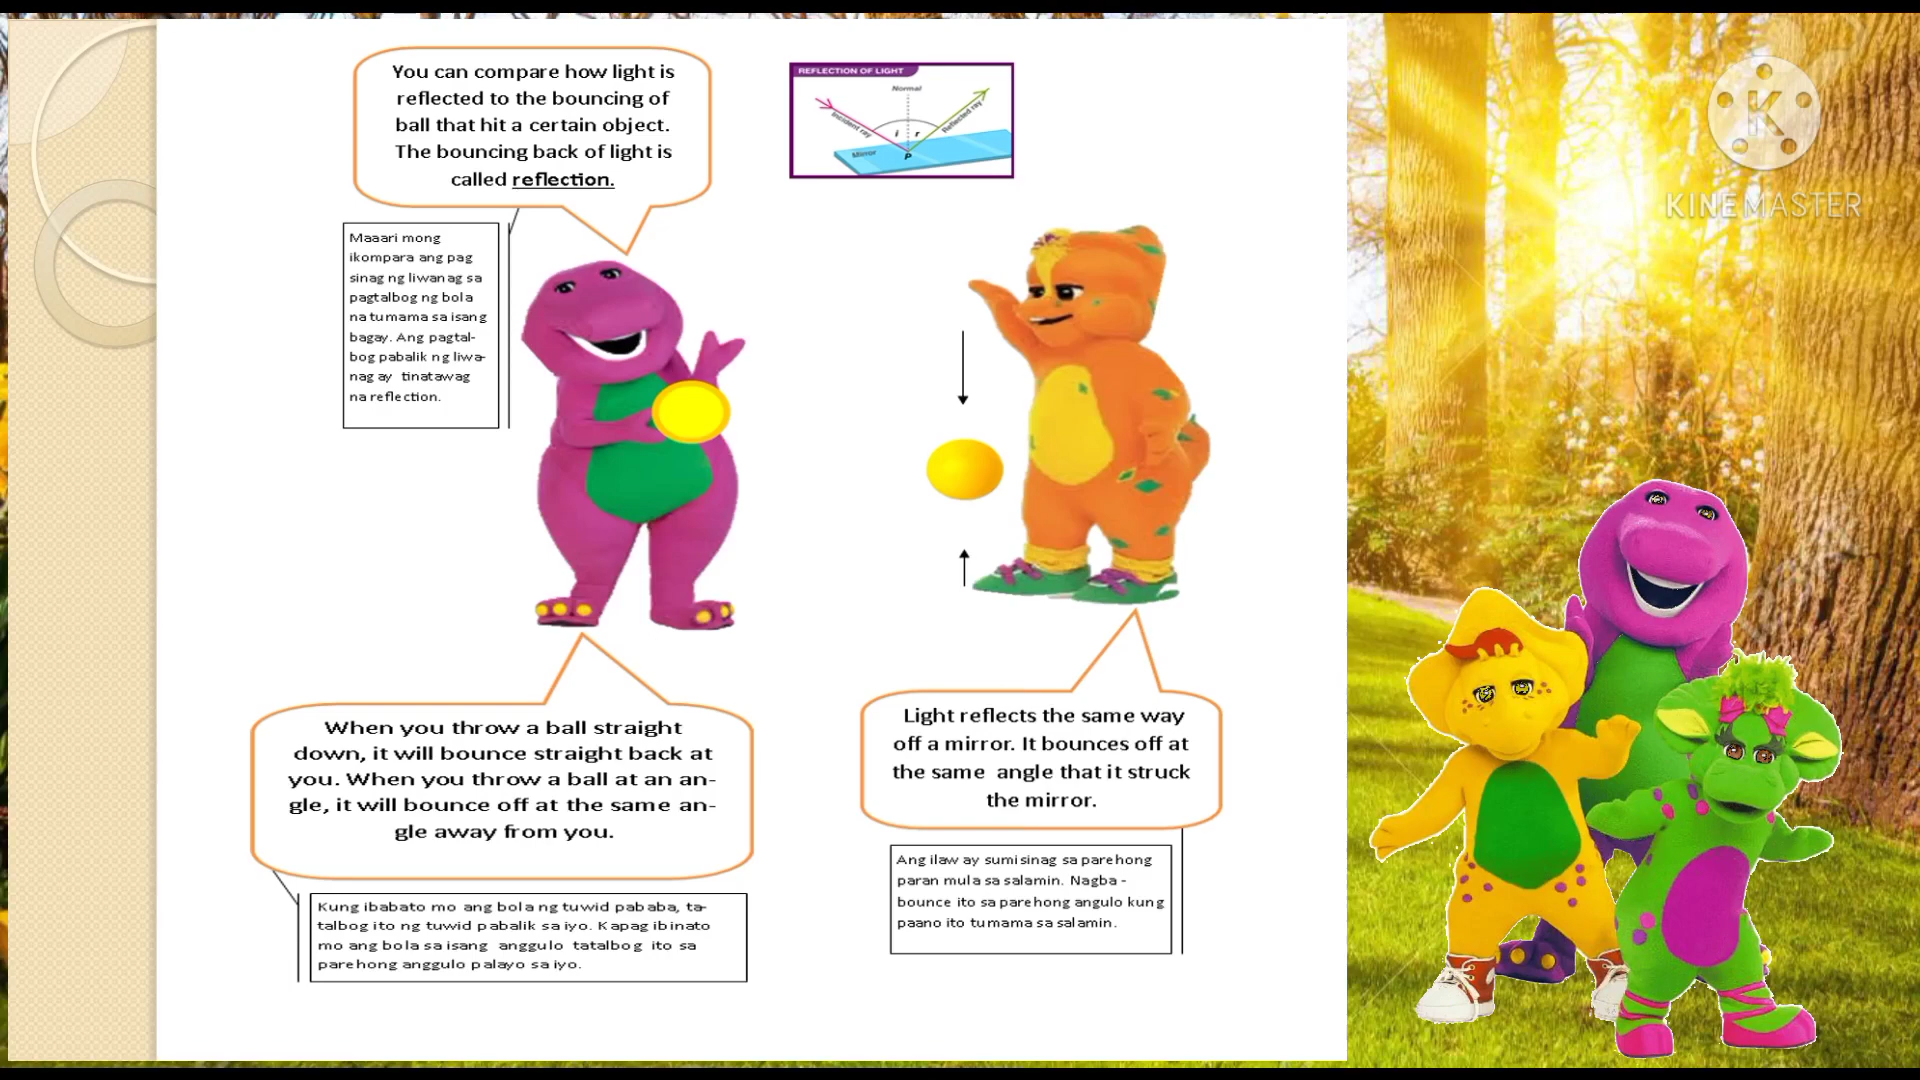 You can compare how light is
reflected to the bouncing of
ball that hit a certain object.
The bouncing back of light is
called reflection.
REFLECTION OF LIGHT
Normal
Incident ray
Reflected ray
i
r
Mirror
P
Maaari mong
ikompara ang pag
sinag ng liwanag sa
pagtalbog ng bola
na tumama sa isang
bagay. Ang pagtal-
bog pabalik ng liwa-
nag ay tinatawag
na reflection.
When you throw a ball straight
down, it will bounce straight back at
you. When you throw a ball at an an-
gle, it will bounce off at the same an-
gle away from you.
Kung ibabato mo ang bola ng tuwid pababa, ta-
talbog ito ng tuwid pabalik sa iyo. Kapag ibinato
mo ang bola sa isang anggulo tatalbog ito sa
parehong anggulo palayo sa iyo.
Light reflects the same way
off a mirror. It bounces off at
the same angle that it struck
the mirror.
Ang ilaw ay sumisinag sa parehong
paran mula sa salamin. Nagba -
bounce ito sa parehong angulo kung
paano ito tumama sa salamin.
K
KINEMASTER